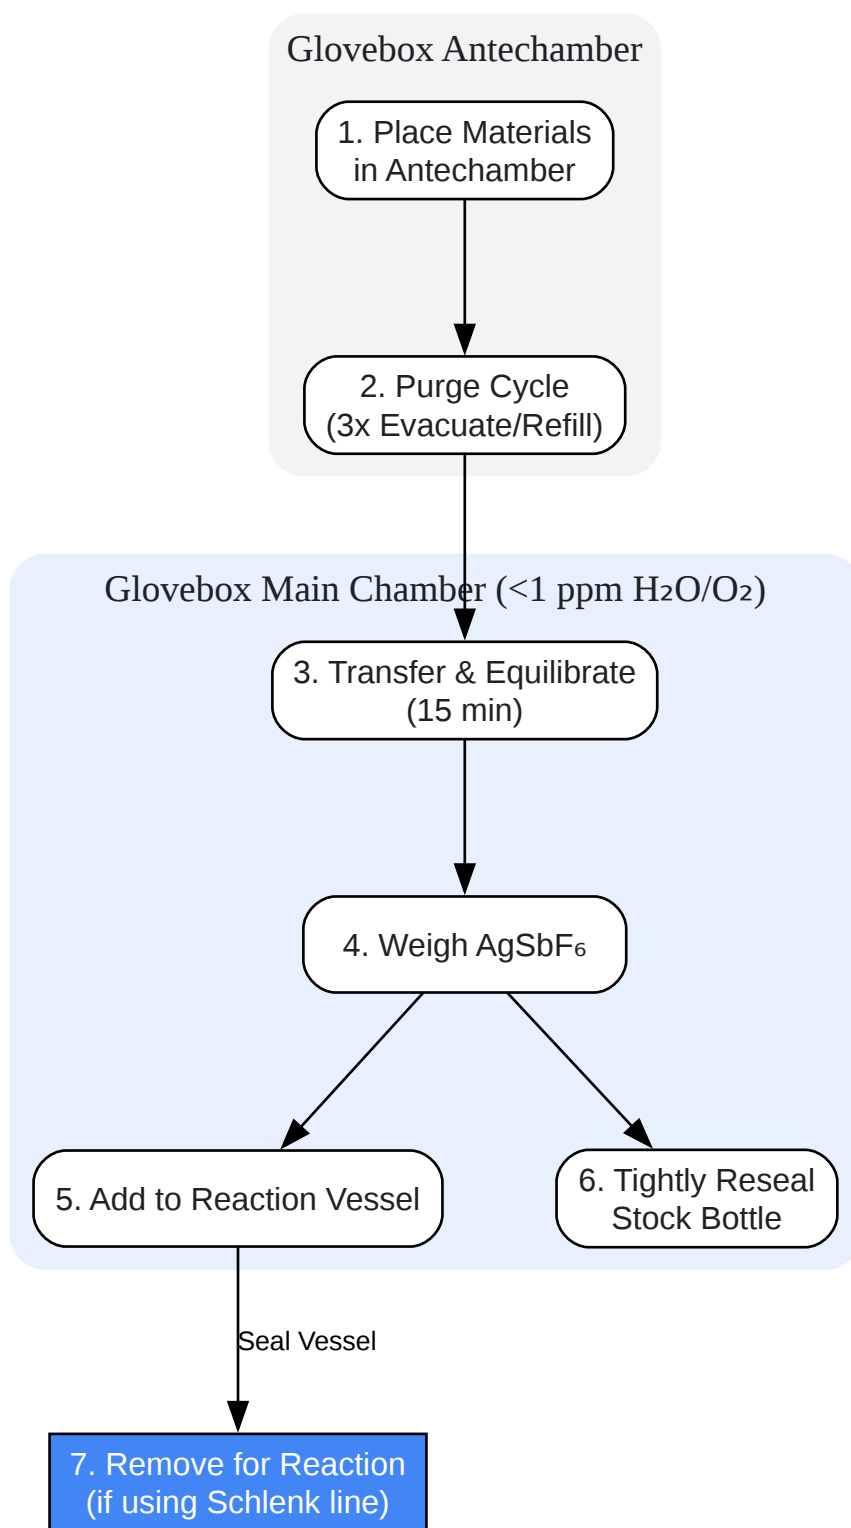 Glovebox Antechamber
1. Place Materials
in Antechamber
2. Purge Cycle
(3x Evacuate/Refill)
Glovebox Main Chamber (<1 ppm H₂O/O₂)
3. Transfer & Equilibrate
(15 min)
4. Weigh AgSbF₆
5. Add to Reaction Vessel
6. Tightly Reseal
Stock Bottle
Seal Vessel
7. Remove for Reaction
(if using Schlenk line)